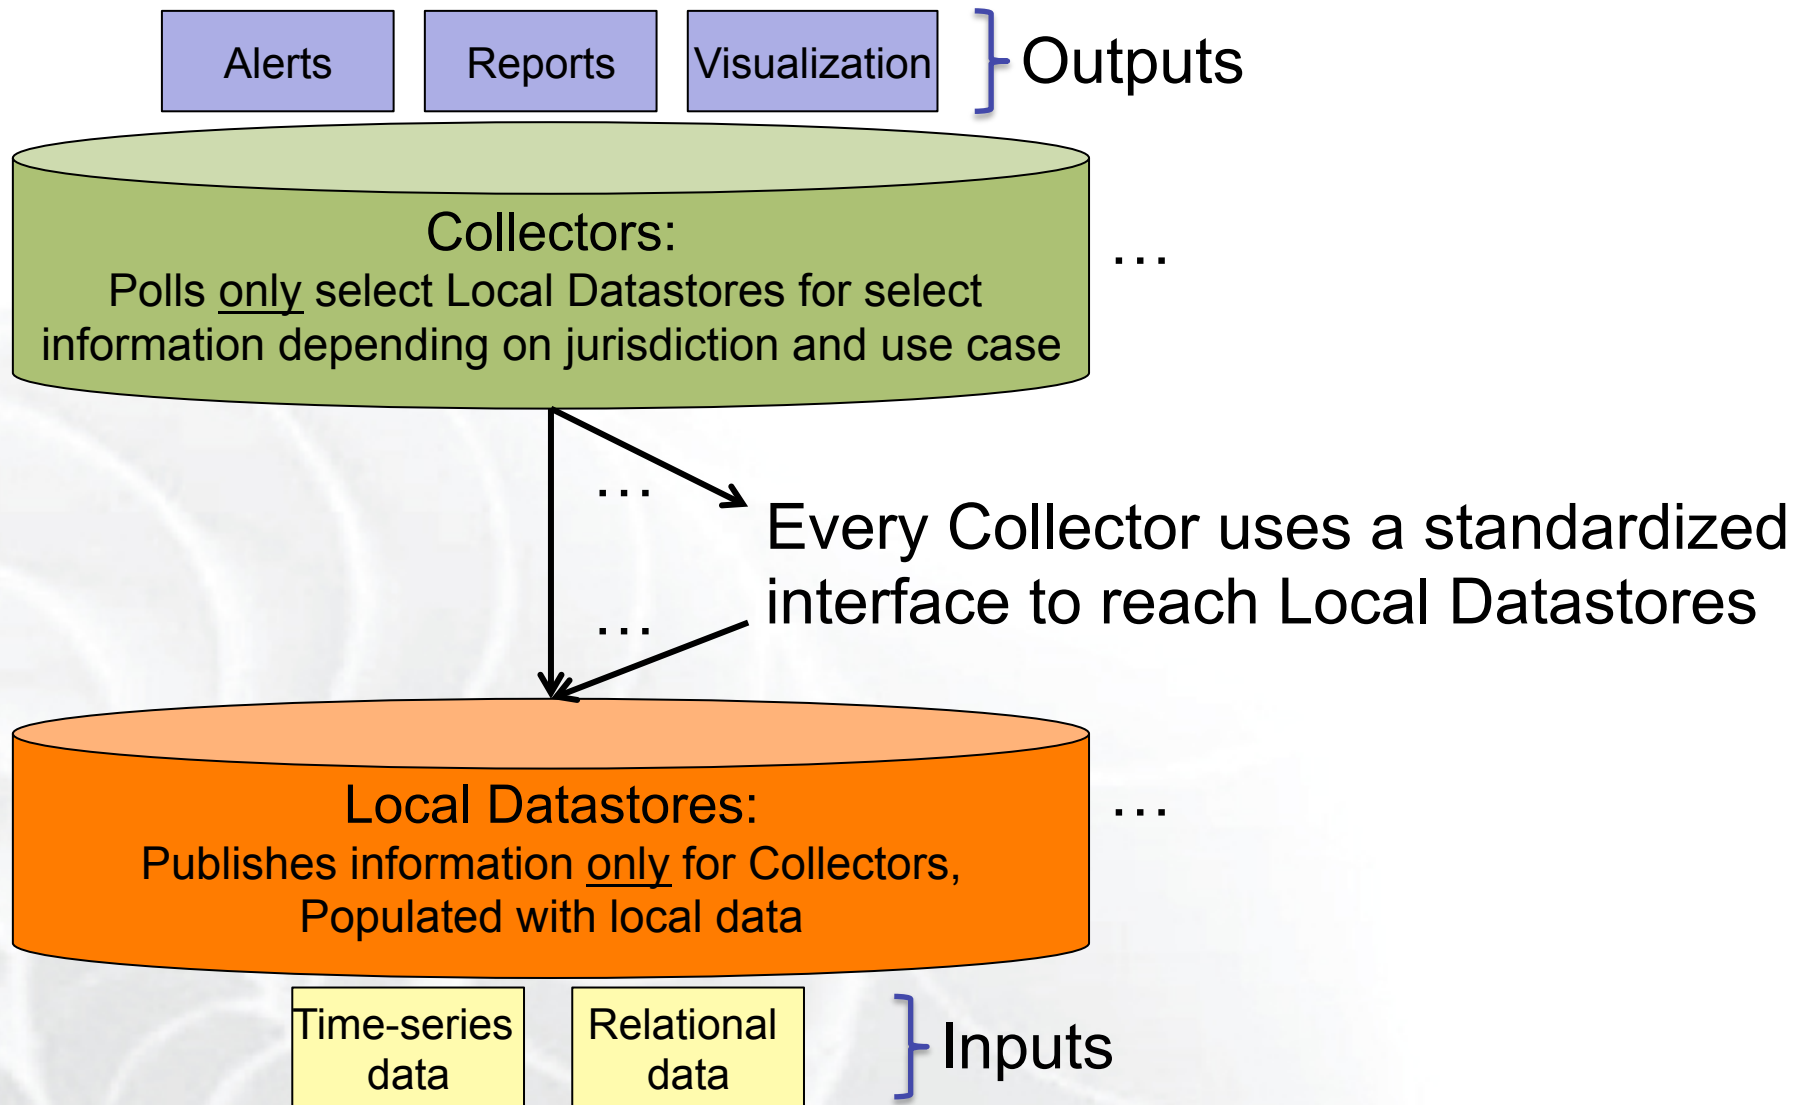 Alerts
Reports
Visualization
Outputs
Collectors:
Polls only select Local Datastores for select
information depending on jurisdiction and use case
…
…
Every Collector uses a standardized
interface to reach Local Datastores
…
Local Datastores:
Publishes information only for Collectors,
Populated with local data
…
Time-series
data
Relational
data
Inputs